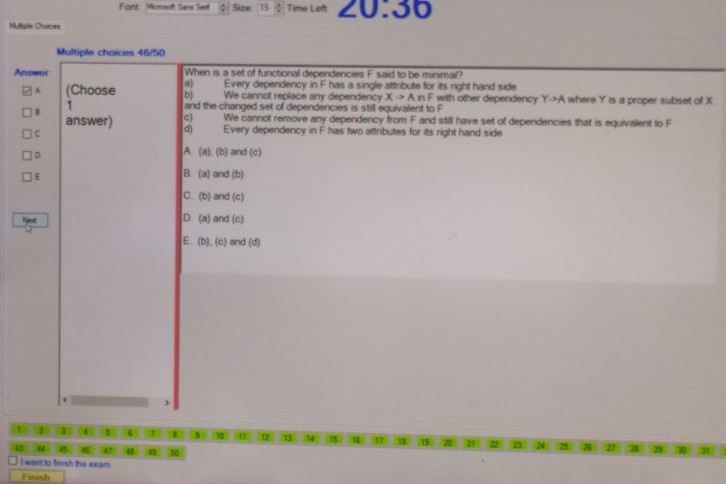 Font: Microsoft Sans Serif Size: 15 Time Left: 20:36
Multiple Choices
Multiple choices 46/50
Answer
A
B
C
D
E
Next
(Choose
1
answer)
When is a set of functional dependencies F said to be minimal?
a) Every dependency in F has a single attribute for its right hand side
b) We cannot replace any dependency X -> A in F with other dependency Y->A where Y is a proper subset of X
and the changed set of dependencies is still equivalent to F
c) We cannot remove any dependency from F and still have set of dependencies that is equivalent to F
d) Every dependency in F has two attributes for its right hand side
A. (a), (b) and (c)
B. (a) and (b)
C. (b) and (c)
D. (a) and (c)
E. (b), (c) and (d)
1 2 3 4 5 6 7 8 9 10 11 12 13 14 15 16 17 18 19 20 21 22 23 24 25 26 27 28 29 30 31
43 44 45 46 47 48 49 50
I want to finish the exam
Finish